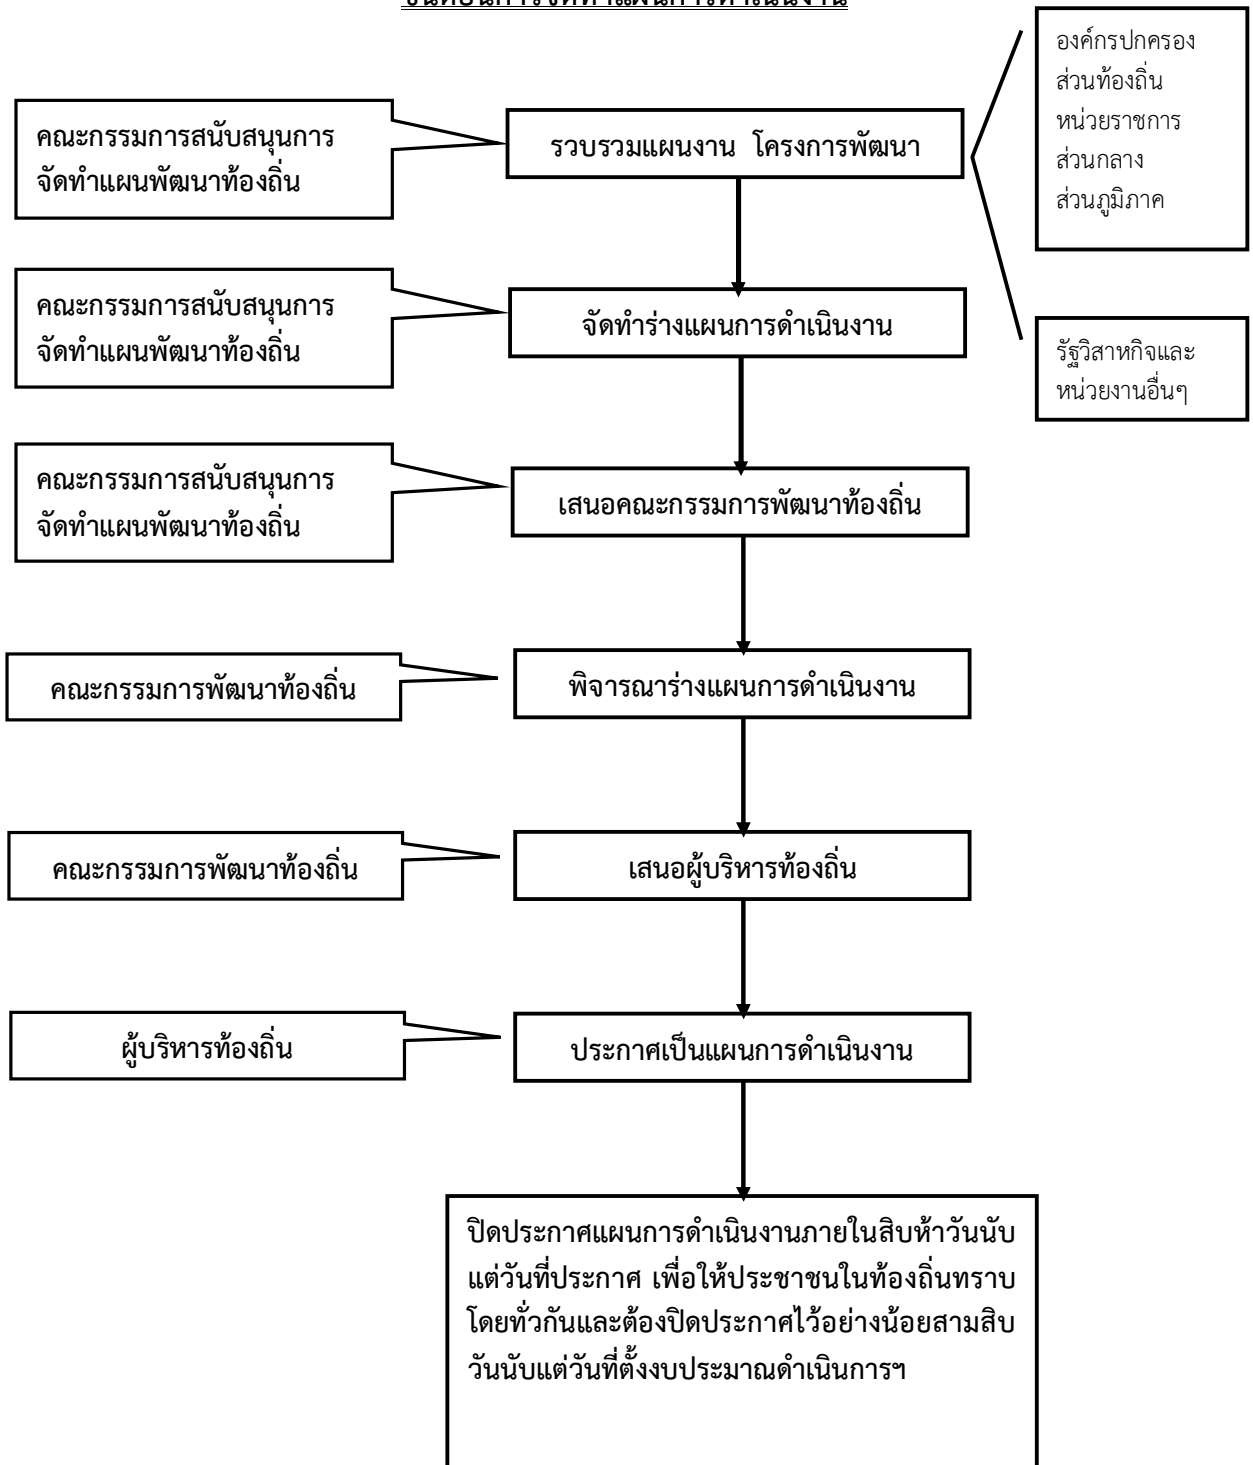 องค์กรปกครอง
ส่วนท้องถิ่น
หน่วยราชการ
ส่วนกลาง
ส่วนภูมิภาค
คณะกรรมการสนับสนุนการ
จัดทำแผนพัฒนาท้องถิ่น
รวบรวมแผนงาน โครงการพัฒนา
คณะกรรมการสนับสนุนการ
จัดทำแผนพัฒนาท้องถิ่น
จัดทำร่างแผนการดำเนินงาน
รัฐวิสาหกิจและ
หน่วยงานอื่นๆ
คณะกรรมการสนับสนุนการ
จัดทำแผนพัฒนาท้องถิ่น
เสนอคณะกรรมการพัฒนาท้องถิ่น
คณะกรรมการพัฒนาท้องถิ่น
พิจารณาร่างแผนการดำเนินงาน
คณะกรรมการพัฒนาท้องถิ่น
เสนอผู้บริหารท้องถิ่น
ผู้บริหารท้องถิ่น
ประกาศเป็นแผนการดำเนินงาน
ปิดประกาศแผนการดำเนินงานภายในสิบห้าวันนับ
แต่วันที่ประกาศ เพื่อให้ประชาชนในท้องถิ่นทราบ
โดยทั่วกันและต้องปิดประกาศไว้อย่างน้อยสามสิบ
วันนับแต่วันที่ตั้งงบประมาณดำเนินการฯ